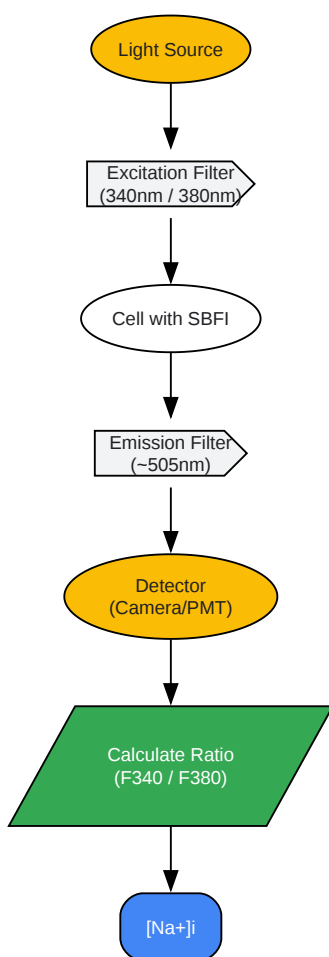 Light Source
Excitation Filter
(340nm / 380nm)
Cell with SBFI
Emission Filter
(~505nm)
Detector
(Camera/PMT)
Calculate Ratio
(F340 / F380)
[Na+]i